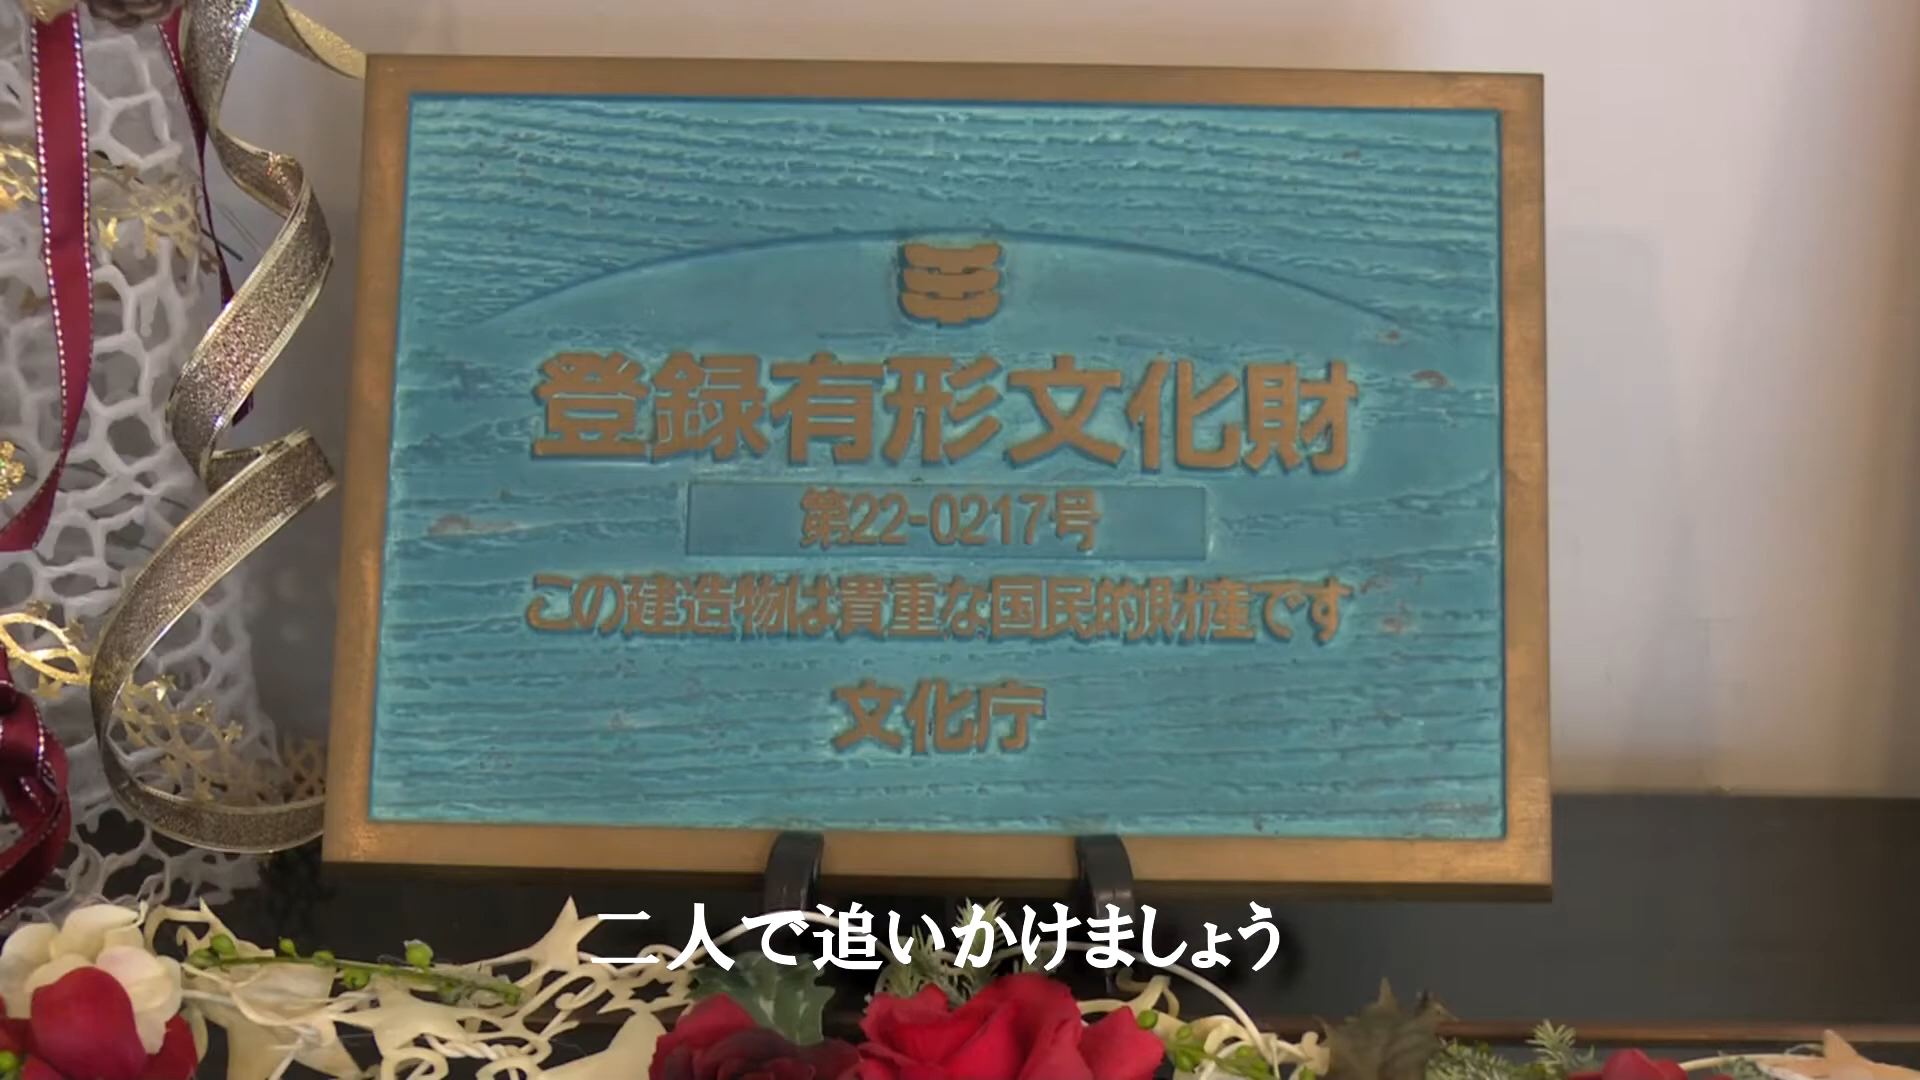 登録有形文化財
第22-0217号
この建造物は貴重な国民的財産です
文化庁
二人で追いかけましょう